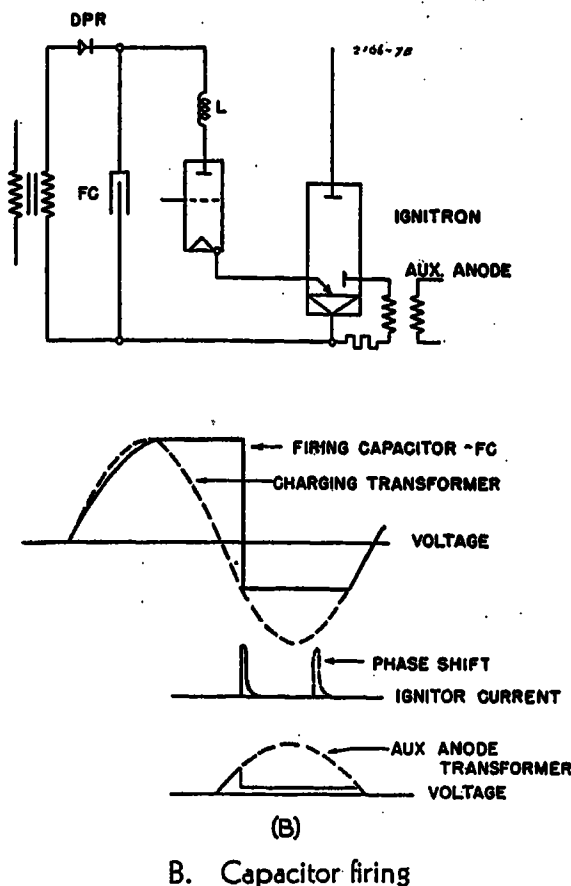 DPR
L
FC
IGNITRON
AUX. ANODE
FIRING CAPACITOR -FC
CHARGING TRANSFORMER
VOLTAGE
PHASE SHIFT
IGNITOR CURRENT
AUX ANODE
TRANSFORMER
VOLTAGE
(B)
B. Capacitor firing